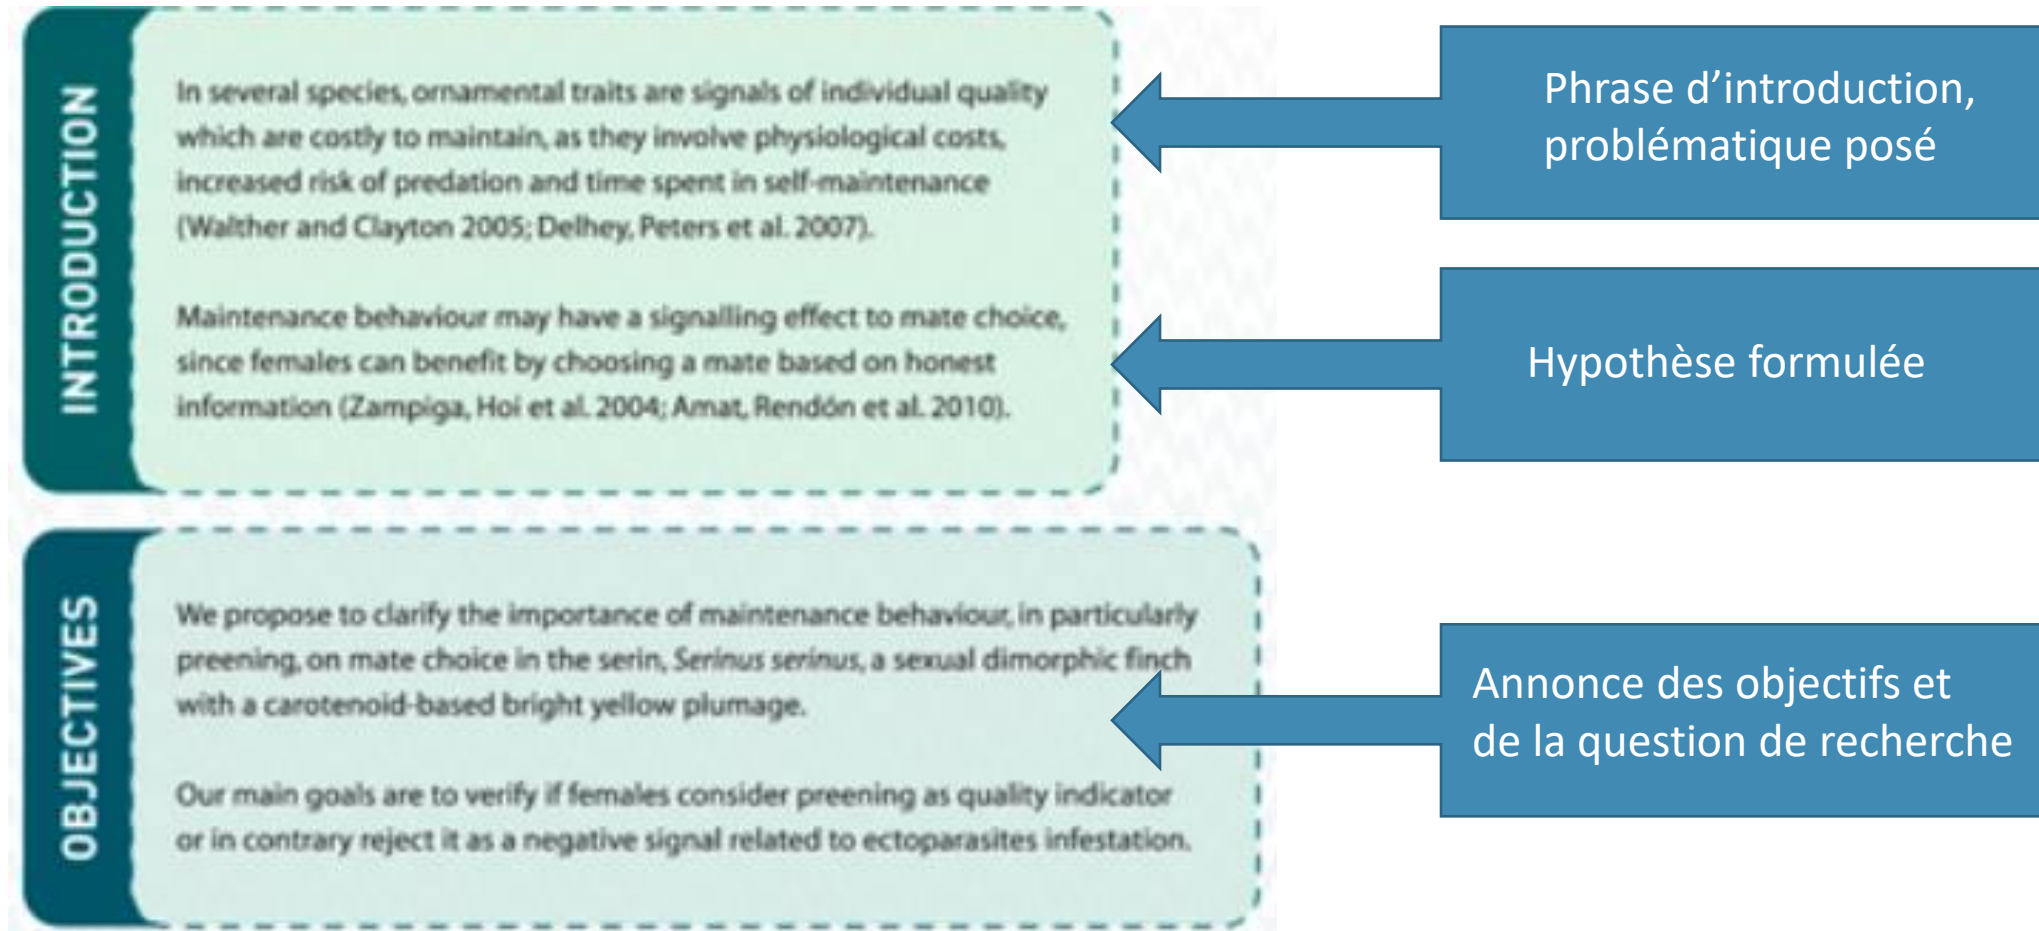 INTRODUCTION
In several species, ornamental traits are signals of individual quality
which are costly to maintain, as they involve physiological costs,
increased risk of predation and time spent in self-maintenance
(Walther and Clayton 2005; Delhey, Peters et al. 2007).
Maintenance behaviour may have a signalling effect to mate choice,
since females can benefit by choosing a mate based on honest
information (Zampiga, Hoi et al. 2004; Amat, Rendón et al. 2010).
Phrase d’introduction,
problématique posé
Hypothèse formulée
OBJECTIVES
We propose to clarify the importance of maintenance behaviour, in particularly
preening, on mate choice in the serin, Serinus serinus, a sexual dimorphic finch
with a carotenoid-based bright yellow plumage.
Our main goals are to verify if females consider preening as quality indicator
or in contrary reject it as a negative signal related to ectoparasites infestation.
Annonce des objectifs et
de la question de recherche